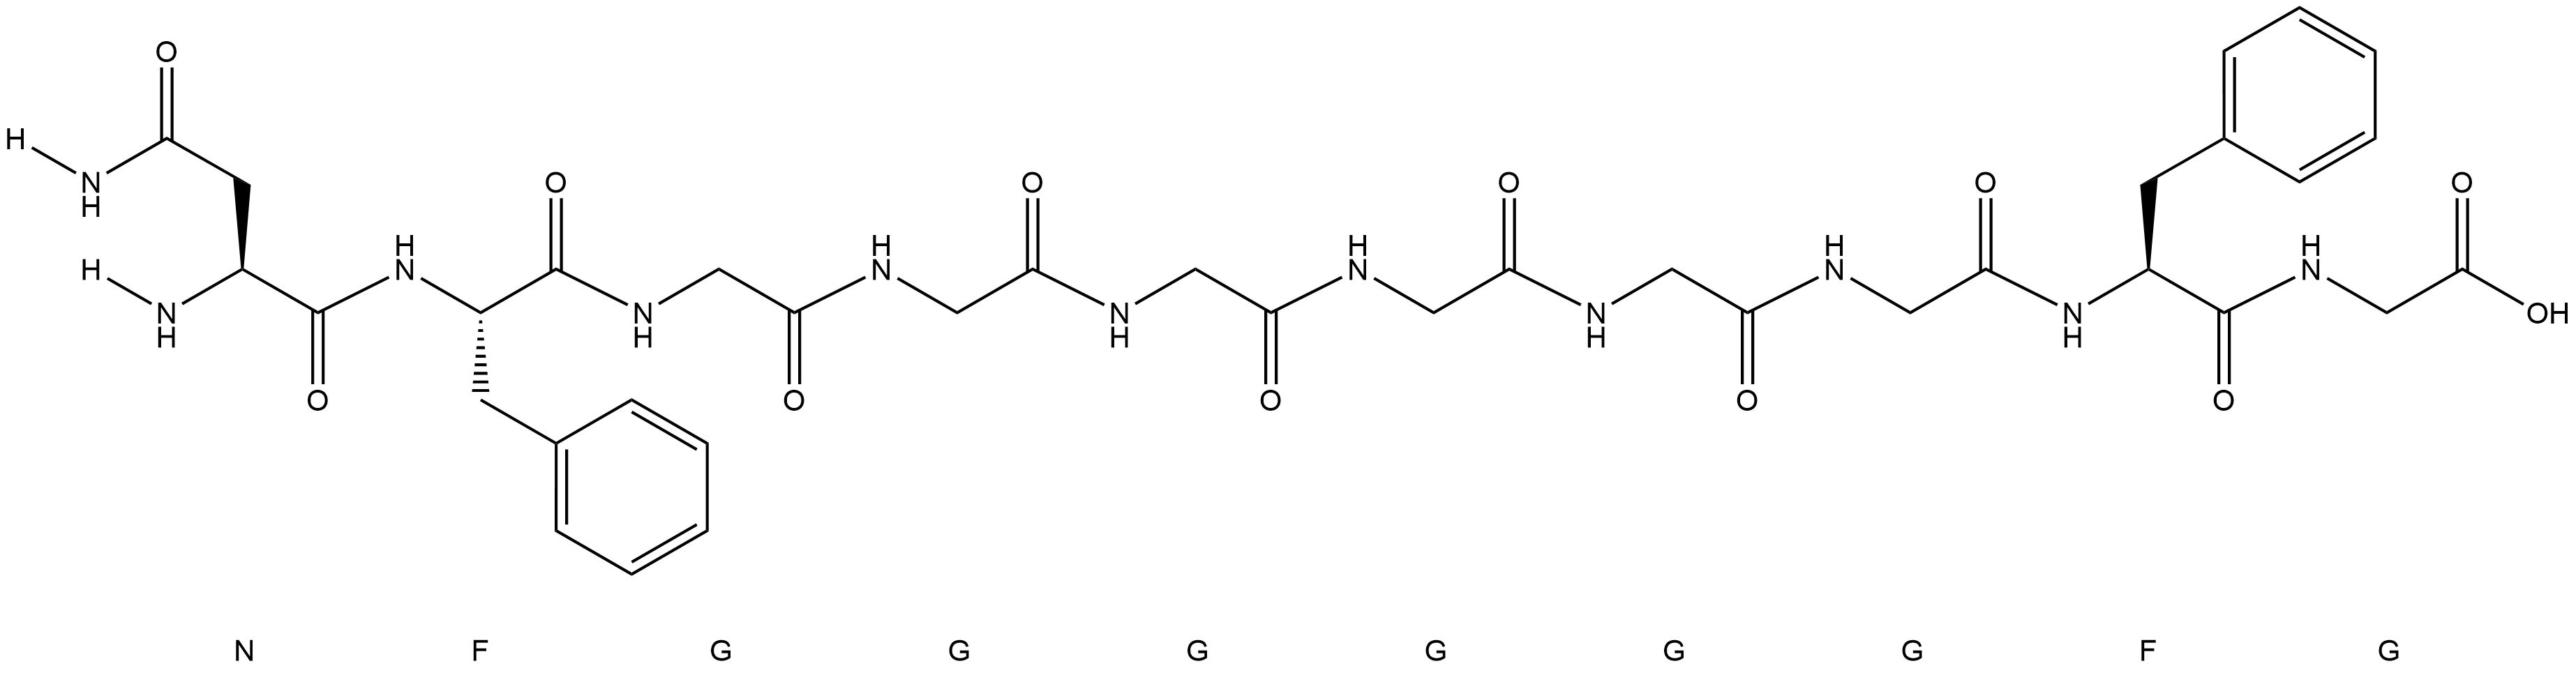 O
H
N O O O O O
H
H H H H H
H N N N N N
N N N N N OH
H H H H H
O O O O O
N F G G G G G G F G